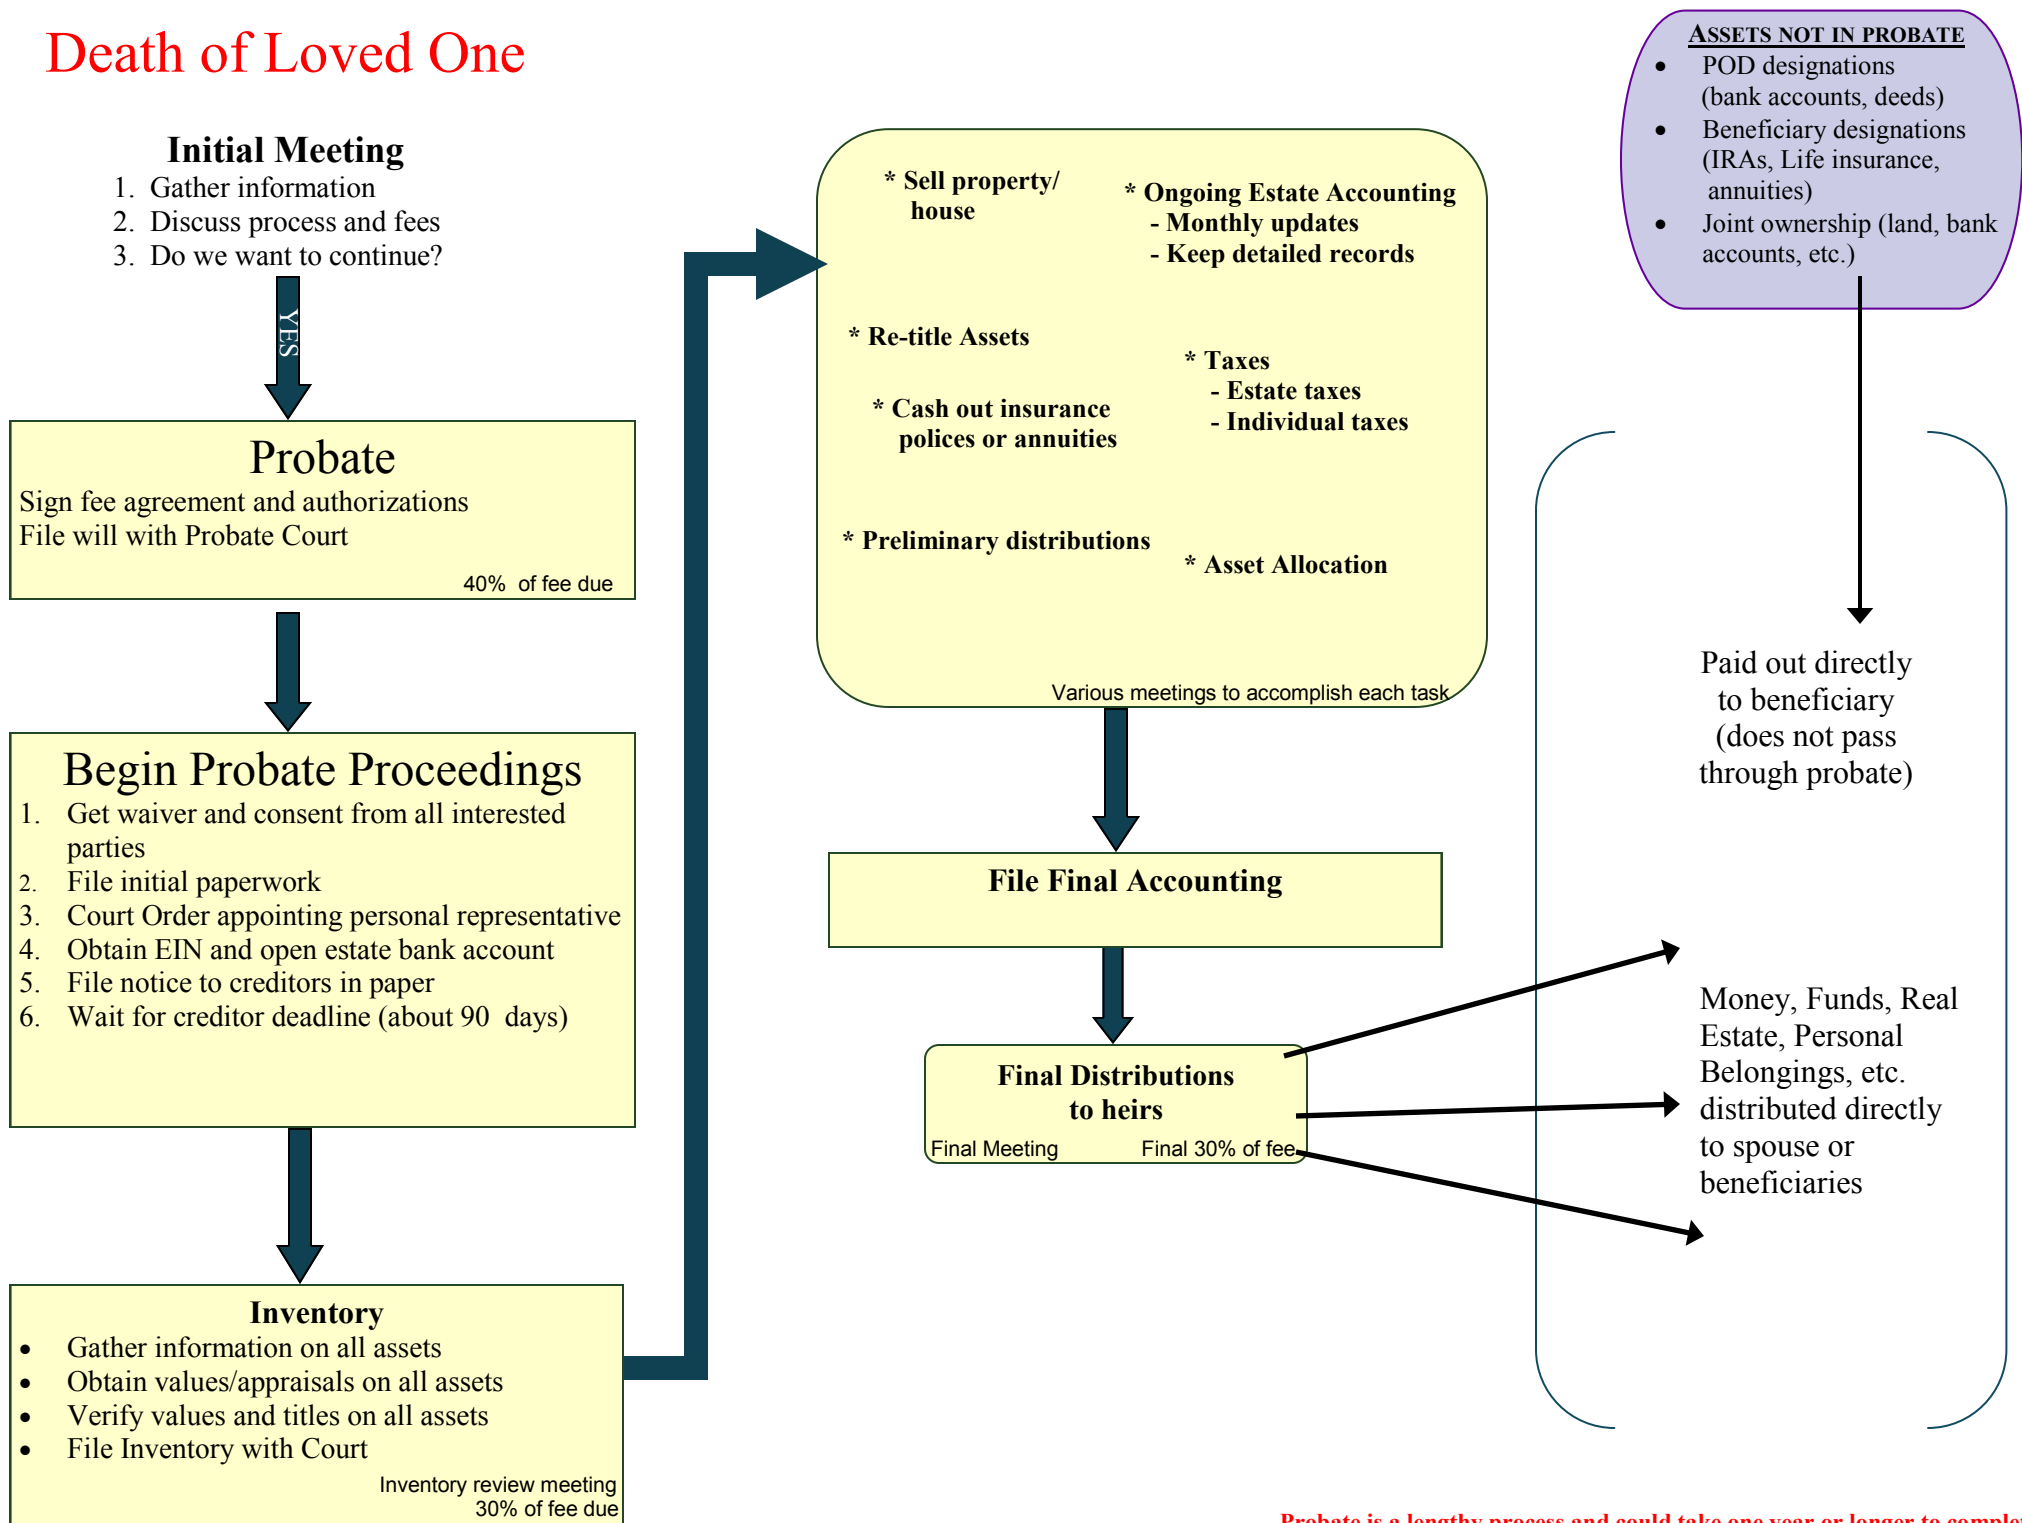 Death of Loved One
Initial Meeting
1. Gather information
2. Discuss process and fees
3. Do we want to continue?
YES
Probate
Sign fee agreement and authorizations
File will with Probate Court
40% of fee due
Begin Probate Proceedings
1. Get waiver and consent from all interested
parties
2. File initial paperwork
3. Court Order appointing personal representative
4. Obtain EIN and open estate bank account
5. File notice to creditors in paper
6. Wait for creditor deadline (about 90 days)
Inventory
• Gather information on all assets
• Obtain values/appraisals on all assets
• Verify values and titles on all assets
• File Inventory with Court
Inventory review meeting
30% of fee due
* Sell property/
house
* Ongoing Estate Accounting
- Monthly updates
- Keep detailed records
* Re-title Assets
* Taxes
- Estate taxes
- Individual taxes
* Cash out insurance
polices or annuities
* Preliminary distributions
* Asset Allocation
Various meetings to accomplish each task
File Final Accounting
Final Distributions
to heirs
Final Meeting Final 30% of fee
ASSETS NOT IN PROBATE
• POD designations
(bank accounts, deeds)
• Beneficiary designations
(IRAs, Life insurance,
annuities)
• Joint ownership (land, bank
accounts, etc.)
Paid out directly
to beneficiary
(does not pass
through probate)
Money, Funds, Real
Estate, Personal
Belongings, etc.
distributed directly
to spouse or
beneficiaries
Probate is a lengthy process and could take one year or longer to